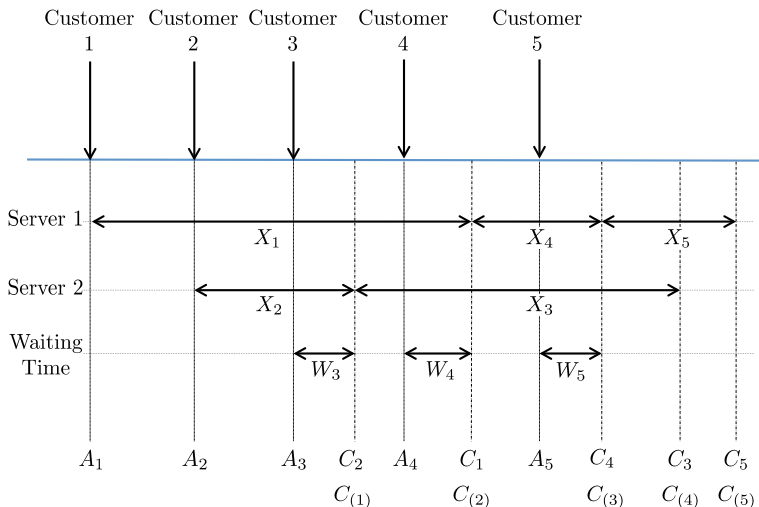 Customer Customer Customer Customer Customer
1 2 3 4 5
Server 1
X₁ X₄ X₅
Server 2
X₂ X₃
Waiting
Time
W₃ W₄ W₅
A₁ A₂ A₃ C₂ A₄ C₁ A₅ C₄ C₃ C₅
C₍₁₎ C₍₂₎ C₍₃₎ C₍₄₎ C₍₅₎